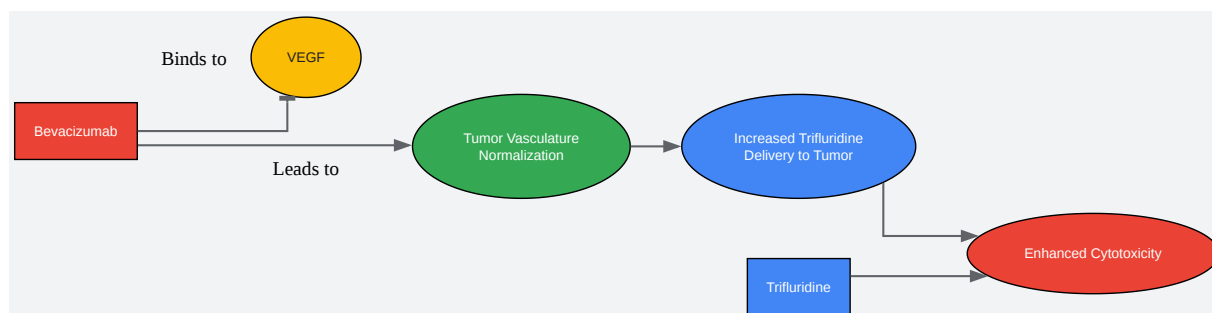 VEGF
Binds to
Bevacizumab
Tumor Vasculature
Normalization
Increased Trifluridine
Delivery to Tumor
Leads to
Enhanced Cytotoxicity
Trifluridine